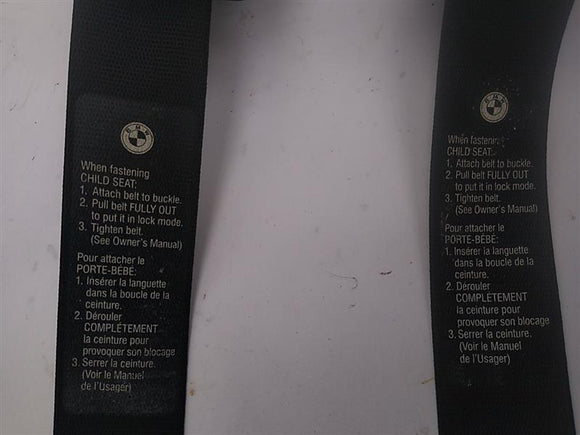 When fastening
CHILD SEAT:
1. Attach belt to buckle.
2. Pull belt FULLY OUT
to put it in lock mode.
3. Tighten belt.
(See Owner's Manual)
Pour attacher le
PORTE-BÉBÉ:
1. Insérer la languette
dans la boucle de la
ceinture.
2. Dérouler
COMPLÈTEMENT
la ceinture pour
provoquer son blocage
3. Serrer la ceinture.
(Voir le Manuel
de l'Usager)
When fastening
CHILD SEAT:
1. Attach belt to buckle.
2. Pull belt FULLY OUT
to put it in lock mode.
3. Tighten belt.
(See Owner's Manual)
Pour attacher le
PORTE-BÉBÉ:
1. Insérer la languette
dans la boucle de la
ceinture.
2. Dérouler
COMPLÈTEMENT
la ceinture pour
provoquer son blocage
3. Serrer la ceinture.
(Voir le Manuel
de l'Usager)